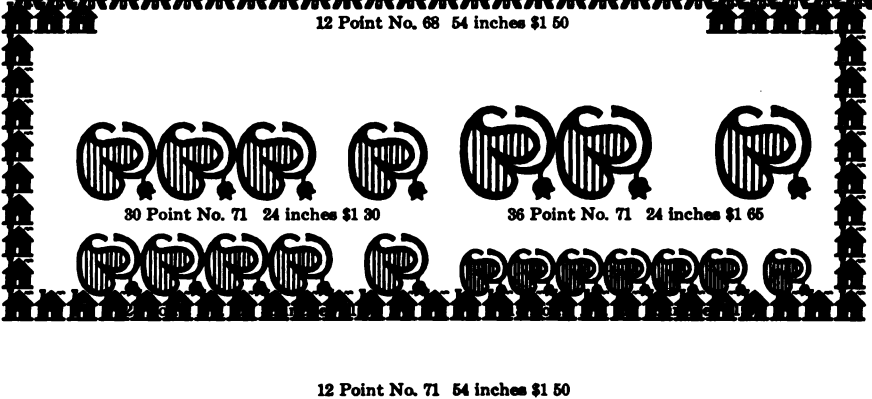 12 Point No. 68 54 inches $1 50
30 Point No. 71 24 inches $1 30
36 Point No. 71 24 inches $1 65
12 Point No. 71 54 inches $1 50